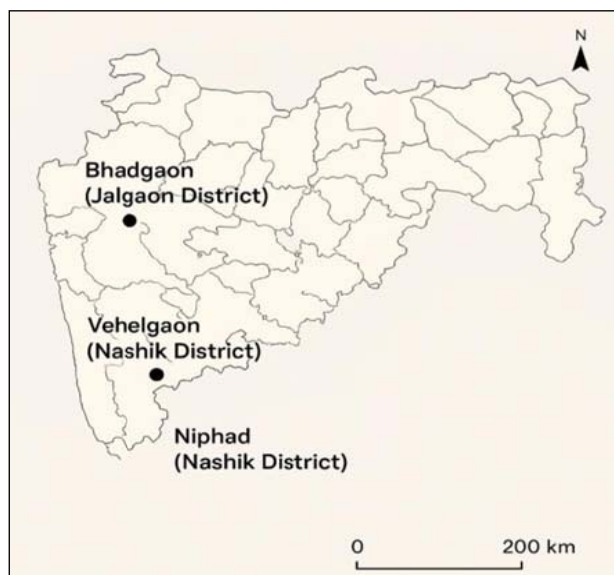 N
Bhadgaon
(Jalgaon District)
Vehelgaon
(Nashik District)
Niphad
(Nashik District)
0 200 km